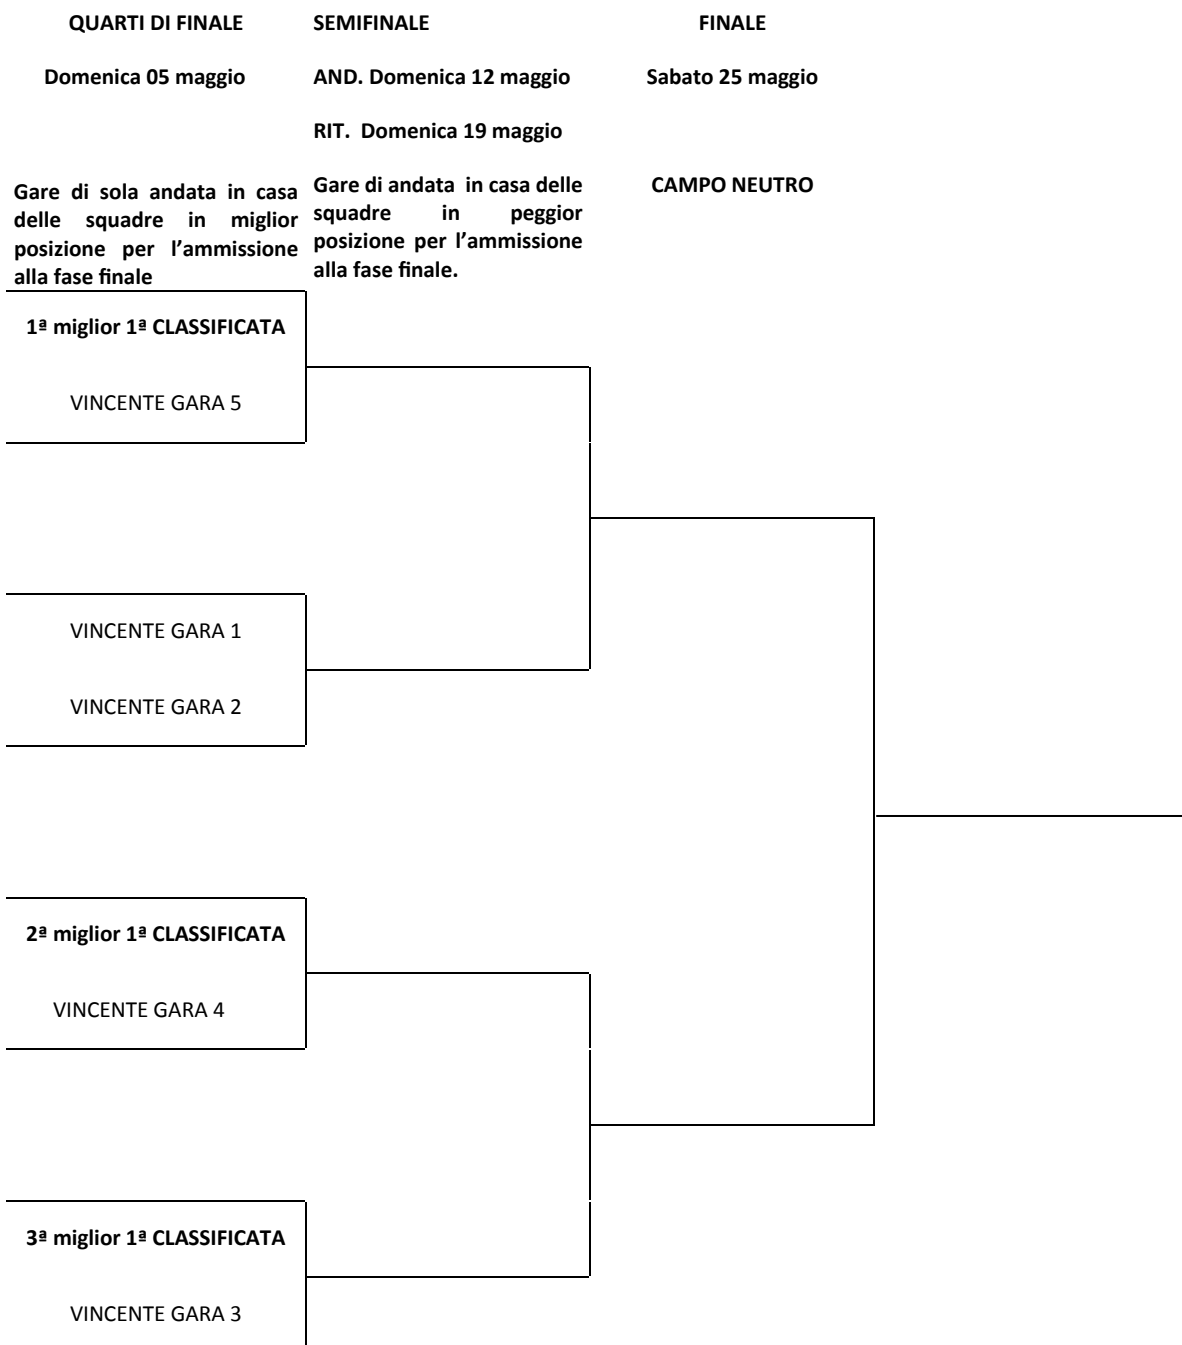 QUARTI DI FINALE
SEMIFINALE
FINALE
Domenica 05 maggio
AND. Domenica 12 maggio
Sabato 25 maggio
RIT. Domenica 19 maggio
Gare di sola andata in casa
delle squadre in miglior
posizione per l’ammissione
alla fase finale
Gare di andata in casa delle
squadre in peggior
posizione per l’ammissione
alla fase finale.
CAMPO NEUTRO
1ª miglior 1ª CLASSIFICATA
VINCENTE GARA 5
VINCENTE GARA 1
VINCENTE GARA 2
2ª miglior 1ª CLASSIFICATA
VINCENTE GARA 4
3ª miglior 1ª CLASSIFICATA
VINCENTE GARA 3